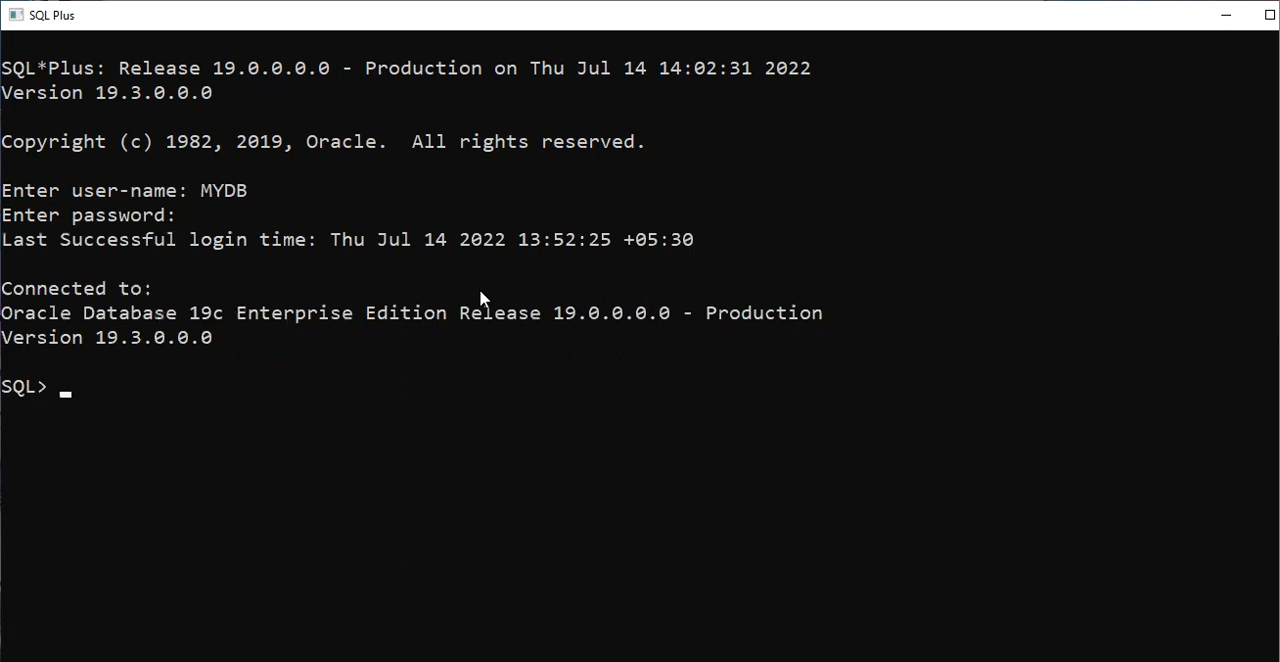 SQL Plus
SQL*Plus: Release 19.0.0.0.0 - Production on Thu Jul 14 14:02:31 2022
Version 19.3.0.0.0
Copyright (c) 1982, 2019, Oracle.  All rights reserved.
Enter user-name: MYDB
Enter password:
Last Successful login time: Thu Jul 14 2022 13:52:25 +05:30
Connected to:
Oracle Database 19c Enterprise Edition Release 19.0.0.0.0 - Production
Version 19.3.0.0.0
SQL>